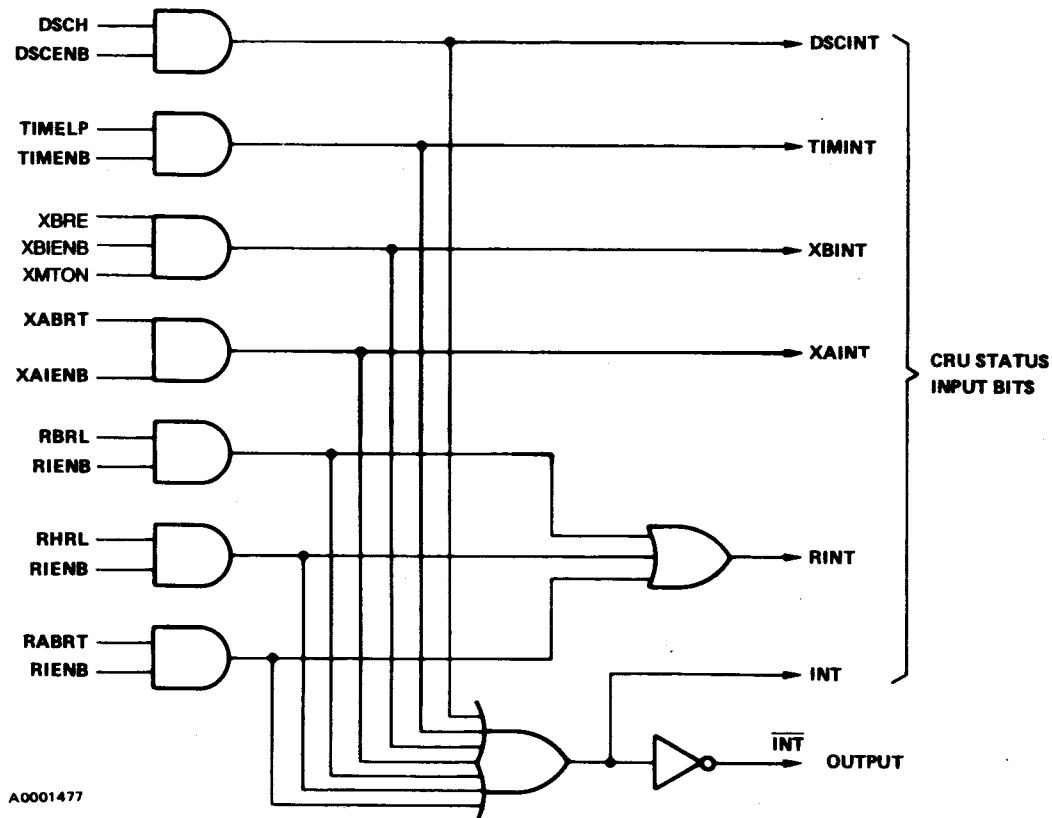 DSCH
DSCENB
DSCINT
TIMELP
TIMENB
TIMINT
XBRE
XBIENB
XMTON
XBINT
XABRT
XAIENB
XAINT
CRU STATUS
INPUT BITS
RBRL
RIENB
RHRL
RIENB
RINT
RABRT
RIENB
INT
INT
OUTPUT
A0001477